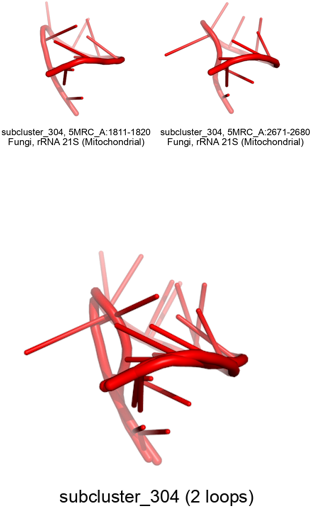 subcluster_304, 5MRC_A:1811-1820
Fungi, rRNA 21S (Mitochondrial)
subcluster_304, 5MRC_A:2671-2680
Fungi, rRNA 21S (Mitochondrial)
subcluster_304 (2 loops)